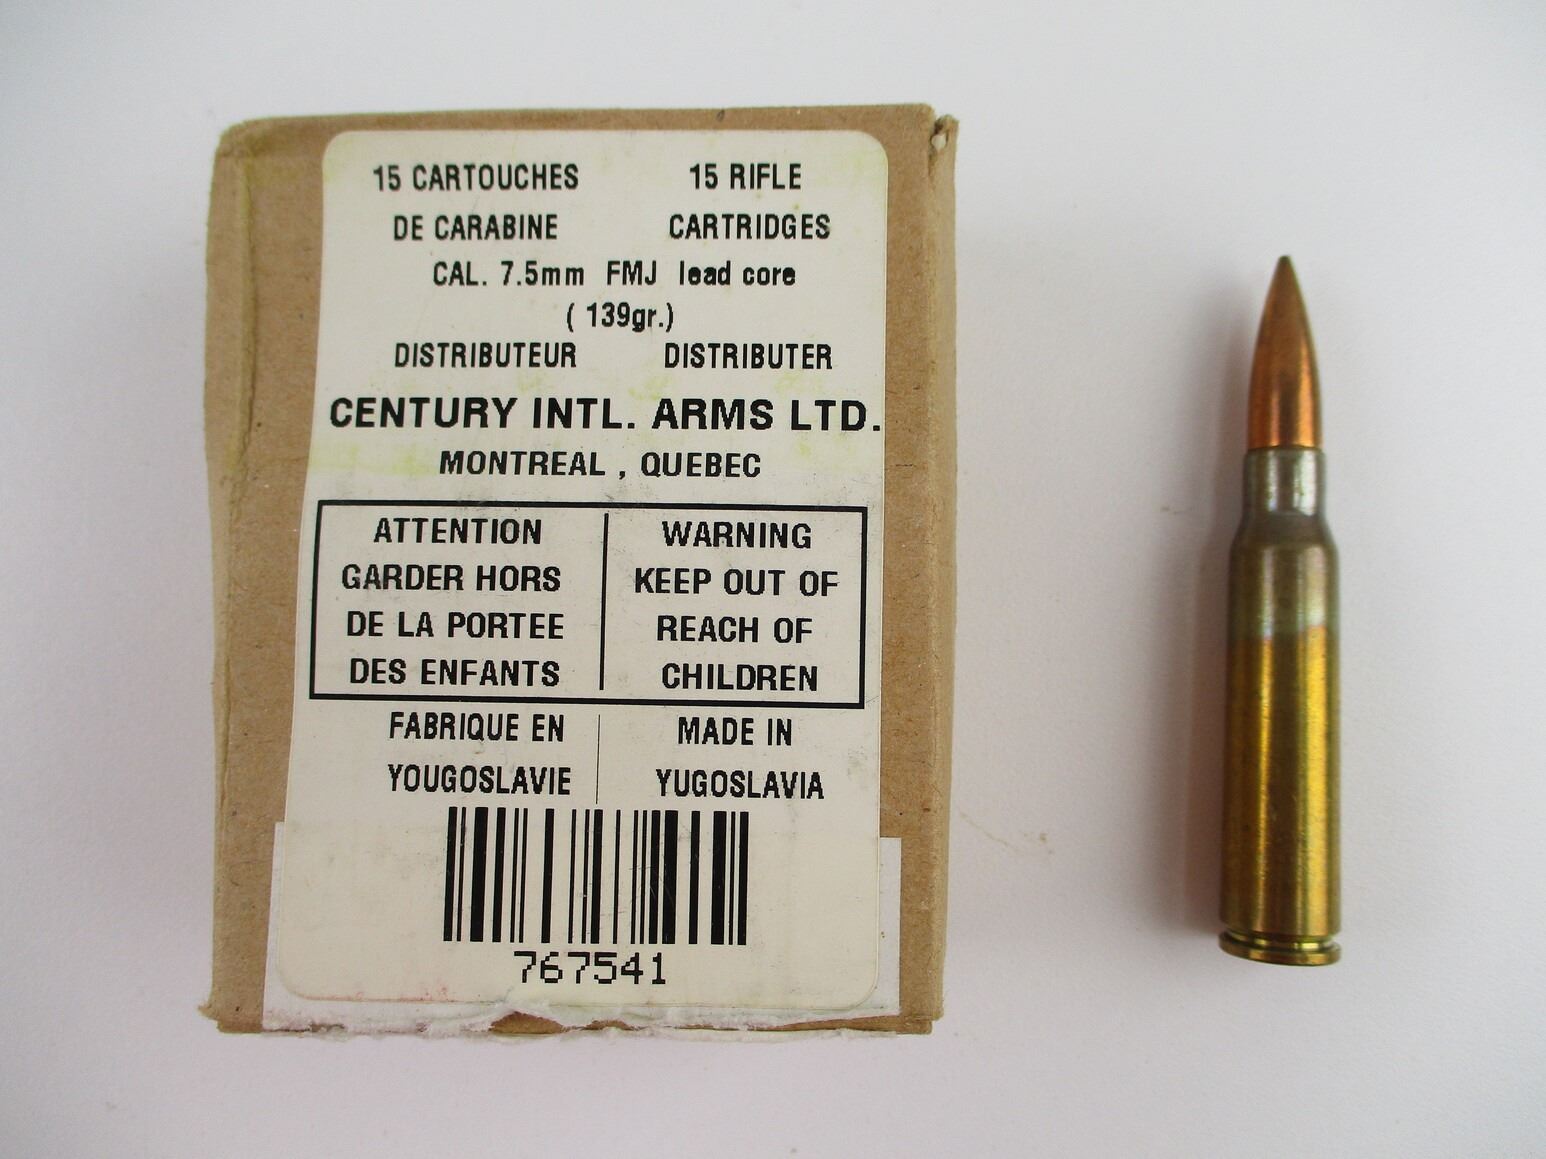 15 CARTOUCHES 15 RIFLE
DE CARABINE CARTRIDGES
CAL. 7.5mm FMJ lead core
( 139gr.)
DISTRIBUTEUR DISTRIBUTER
CENTURY INTL. ARMS LTD.
MONTREAL , QUEBEC
ATTENTION WARNING
GARDER HORS KEEP OUT OF
DE LA PORTEE REACH OF
DES ENFANTS CHILDREN
FABRIQUE EN MADE IN
YOUGOSLAVIE YUGOSLAVIA
767541